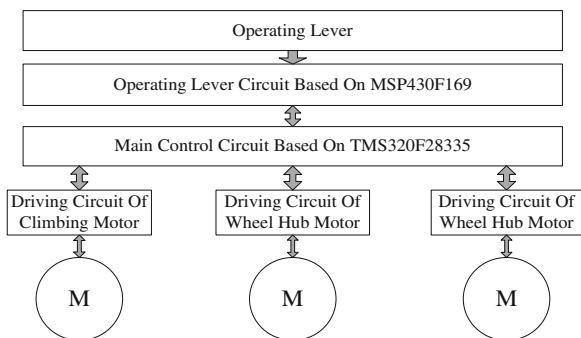 Operating Lever
Operating Lever Circuit Based On MSP430F169
Main Control Circuit Based On TMS320F28335
Driving Circuit Of
Climbing Motor
Driving Circuit Of
Wheel Hub Motor
Driving Circuit Of
Wheel Hub Motor
M
M
M